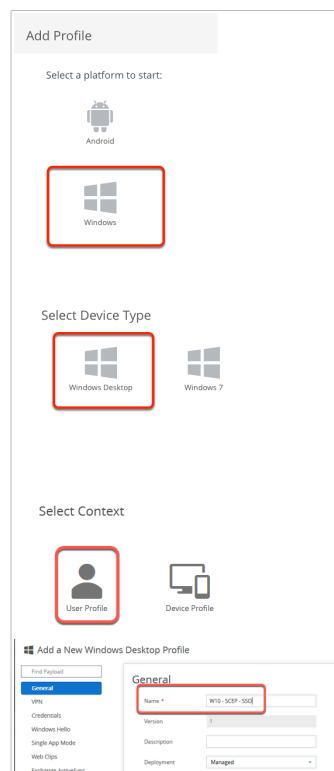 Add Profile
Select a platform to start:
Android
Windows
Select Device Type
Windows Desktop Windows 7
Select Context
User Profile Device Profile
Add a New Windows Desktop Profile
Find Payload
General
General
Name * W10 - SCEP - SSO
VPN
Version 1
Credentials
Windows Hello
Description
Single App Mode
Web Clips
Deployment Managed
Exchange ActiveSync